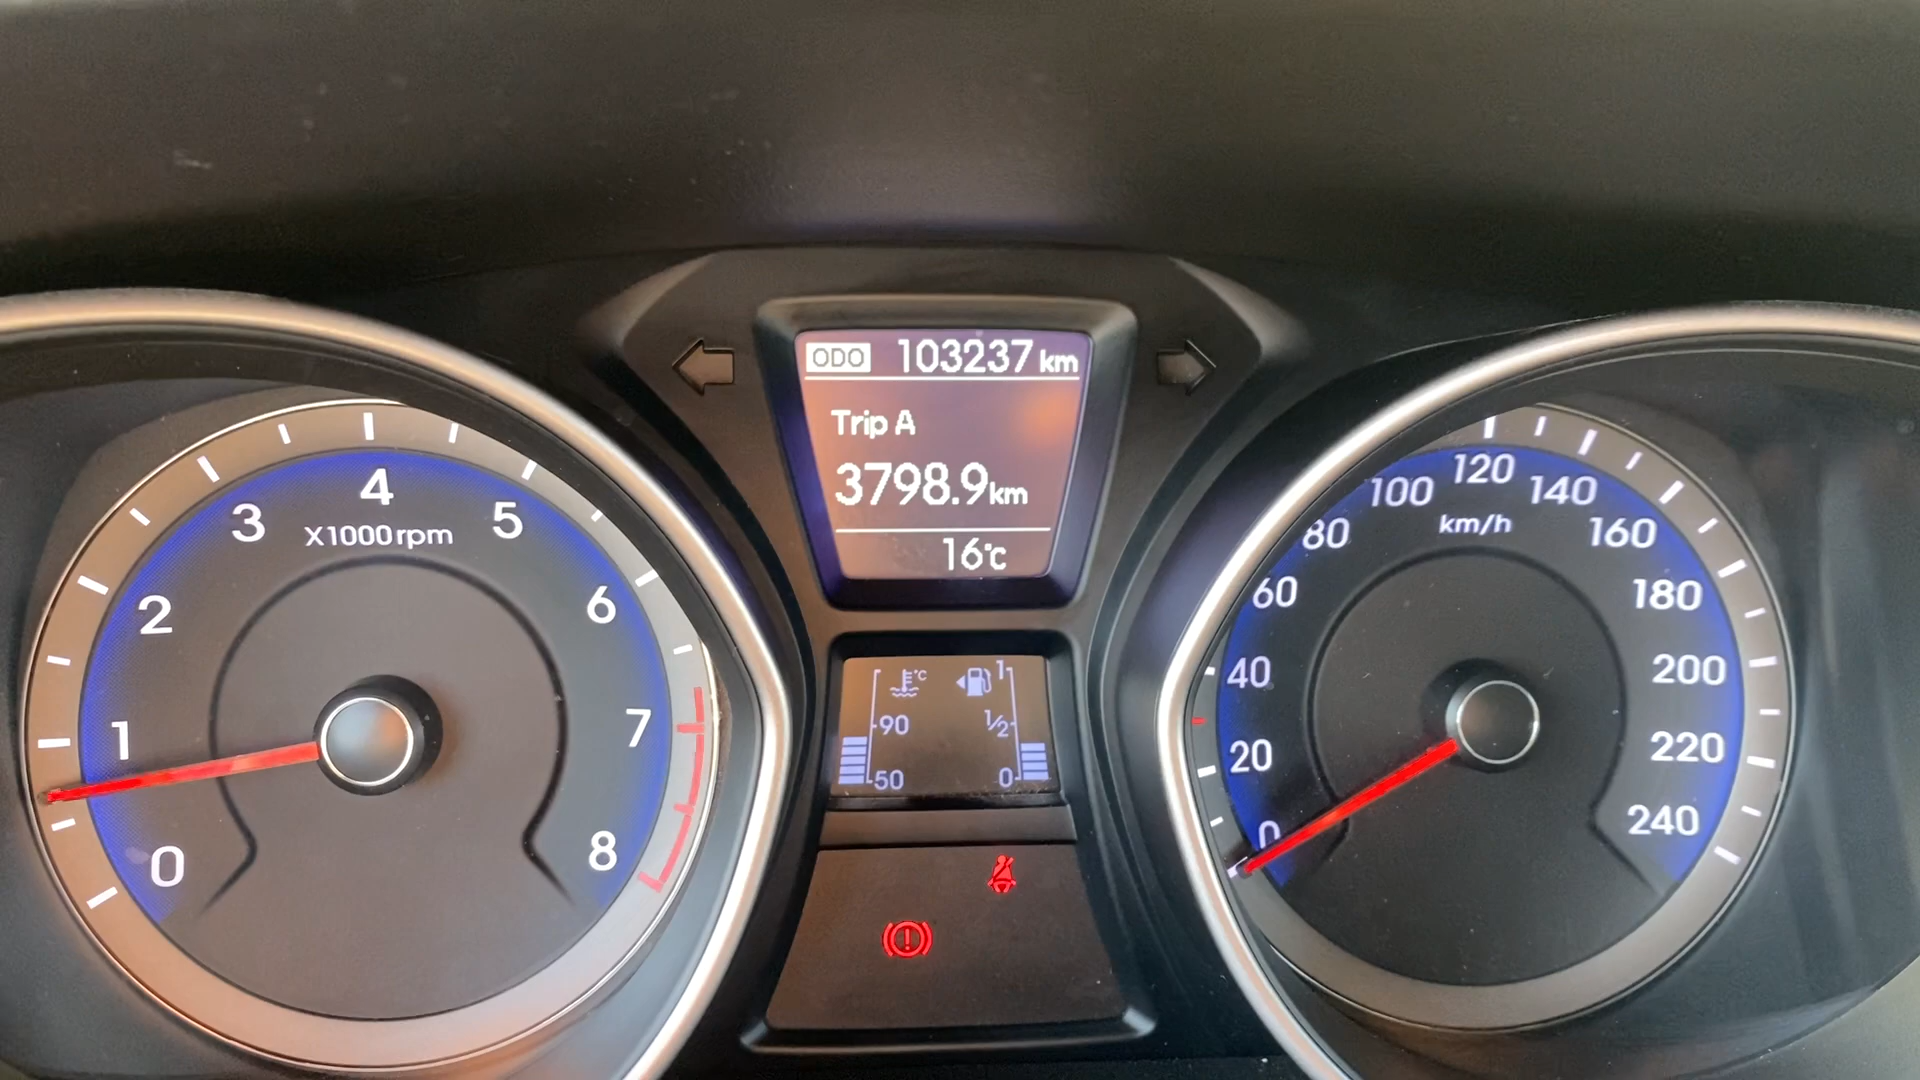 ODO 103237 km
Trip A
3798.9km
16°C
0 1 2 3 4 5 6 7 8
X1000rpm
°C 1
90 1/2
50 0
0 20 40 60 80 100 120 140 160 180 200 220 240
km/h